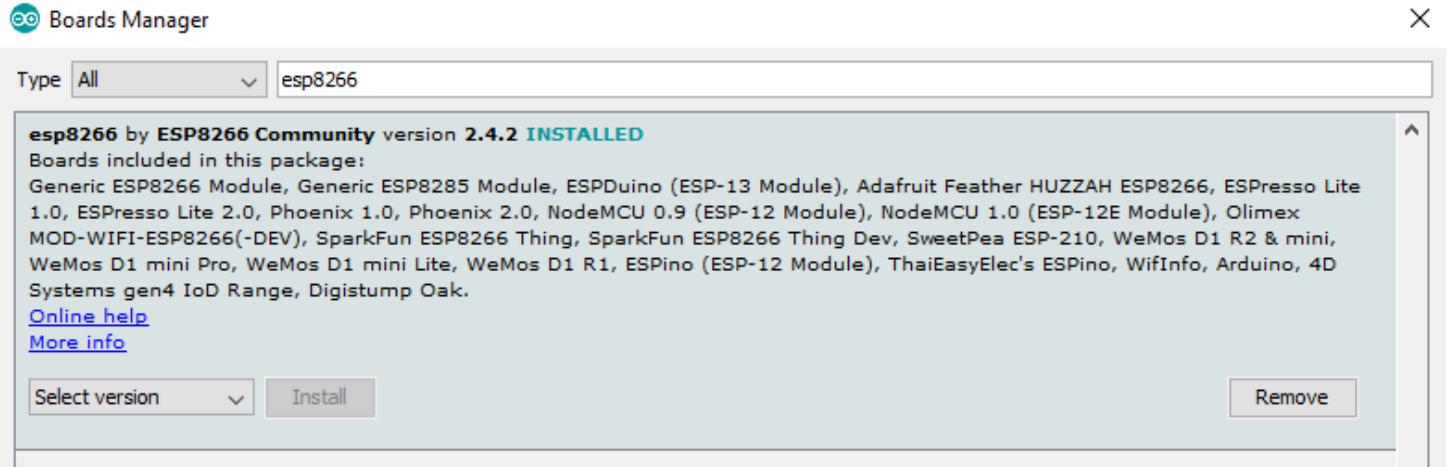 Boards Manager
Type All esp8266
esp8266 by ESP8266 Community version 2.4.2 INSTALLED
Boards included in this package:
Generic ESP8266 Module, Generic ESP8285 Module, ESPDuino (ESP-13 Module), Adafruit Feather HUZZAH ESP8266, ESPresso Lite
1.0, ESPresso Lite 2.0, Phoenix 1.0, Phoenix 2.0, NodeMCU 0.9 (ESP-12 Module), NodeMCU 1.0 (ESP-12E Module), Olimex
MOD-WIFI-ESP8266(-DEV), SparkFun ESP8266 Thing, SparkFun ESP8266 Thing Dev, SweetPea ESP-210, WeMos D1 R2 & mini,
WeMos D1 mini Pro, WeMos D1 mini Lite, WeMos D1 R1, ESPino (ESP-12 Module), ThaiEasyElec's ESPino, WifInfo, Arduino, 4D
Systems gen4 IoD Range, Digistump Oak.
Online help
More info
Select version Install Remove